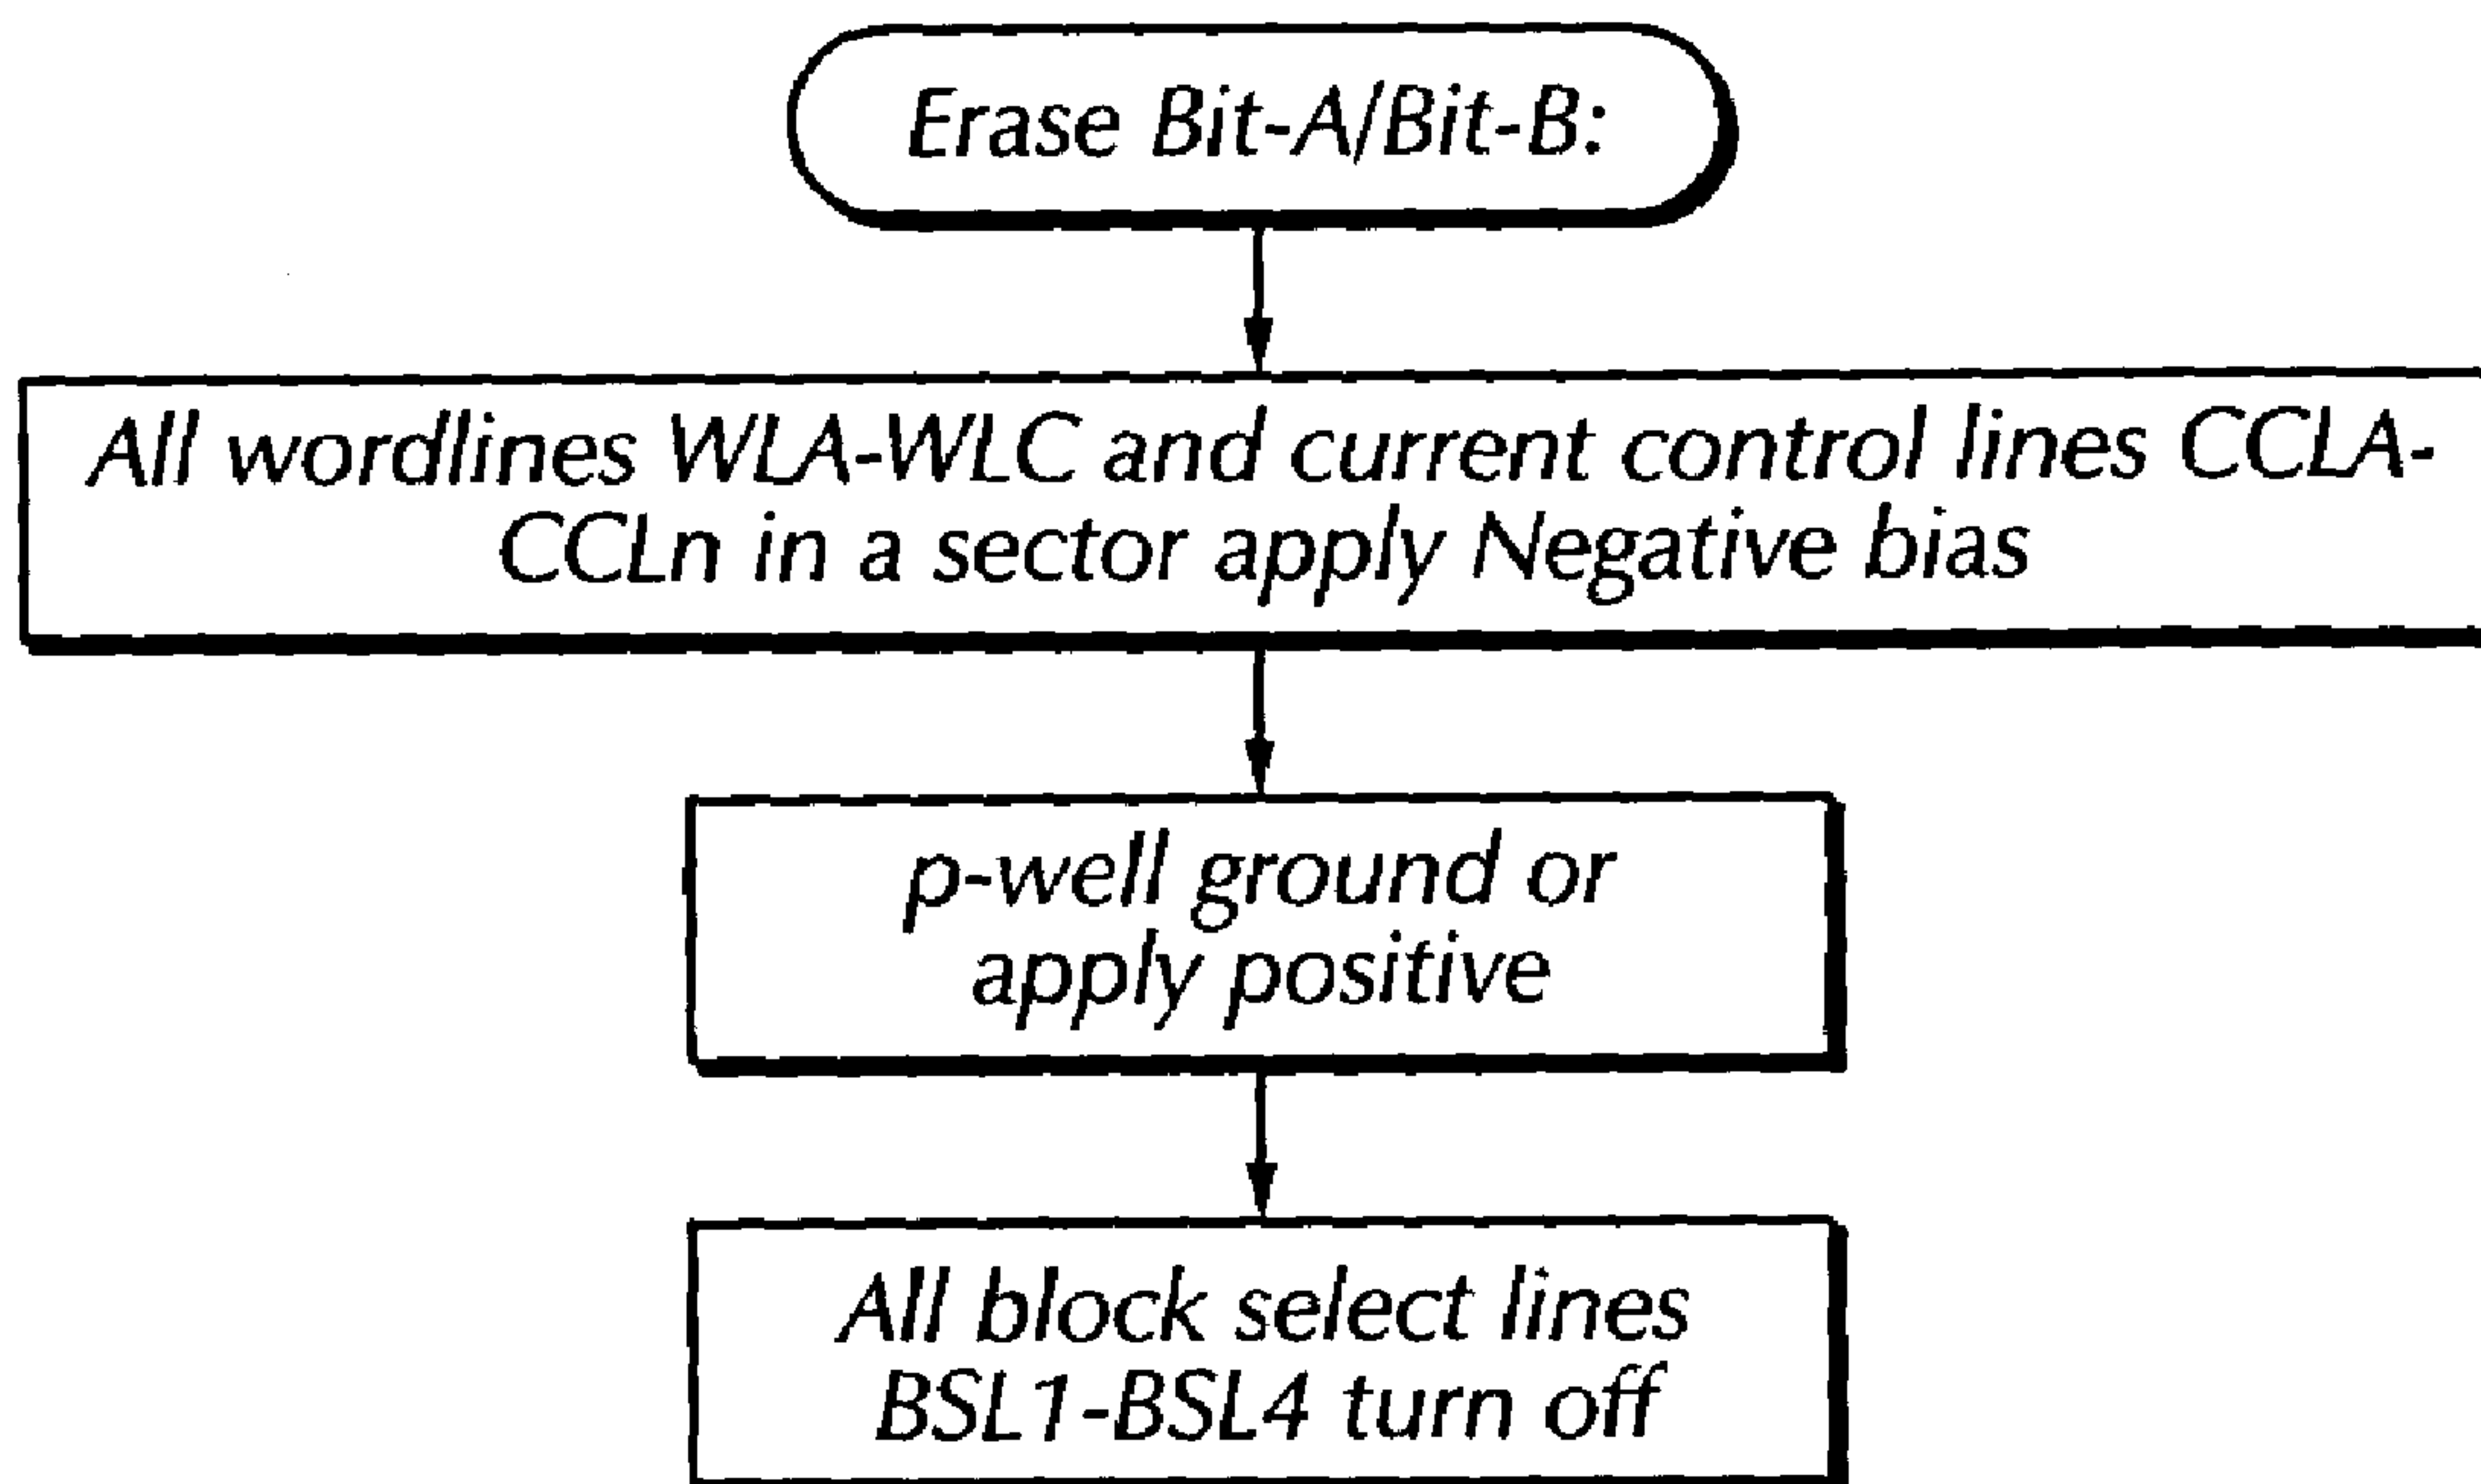 Erase Bit-A/Bit-B:
All wordlines WLA-WLC and current control lines CCLA-
CCLn in a sector apply Negative bias
p-well ground or
apply positive
All block select lines
BSL1-BSL4 turn off